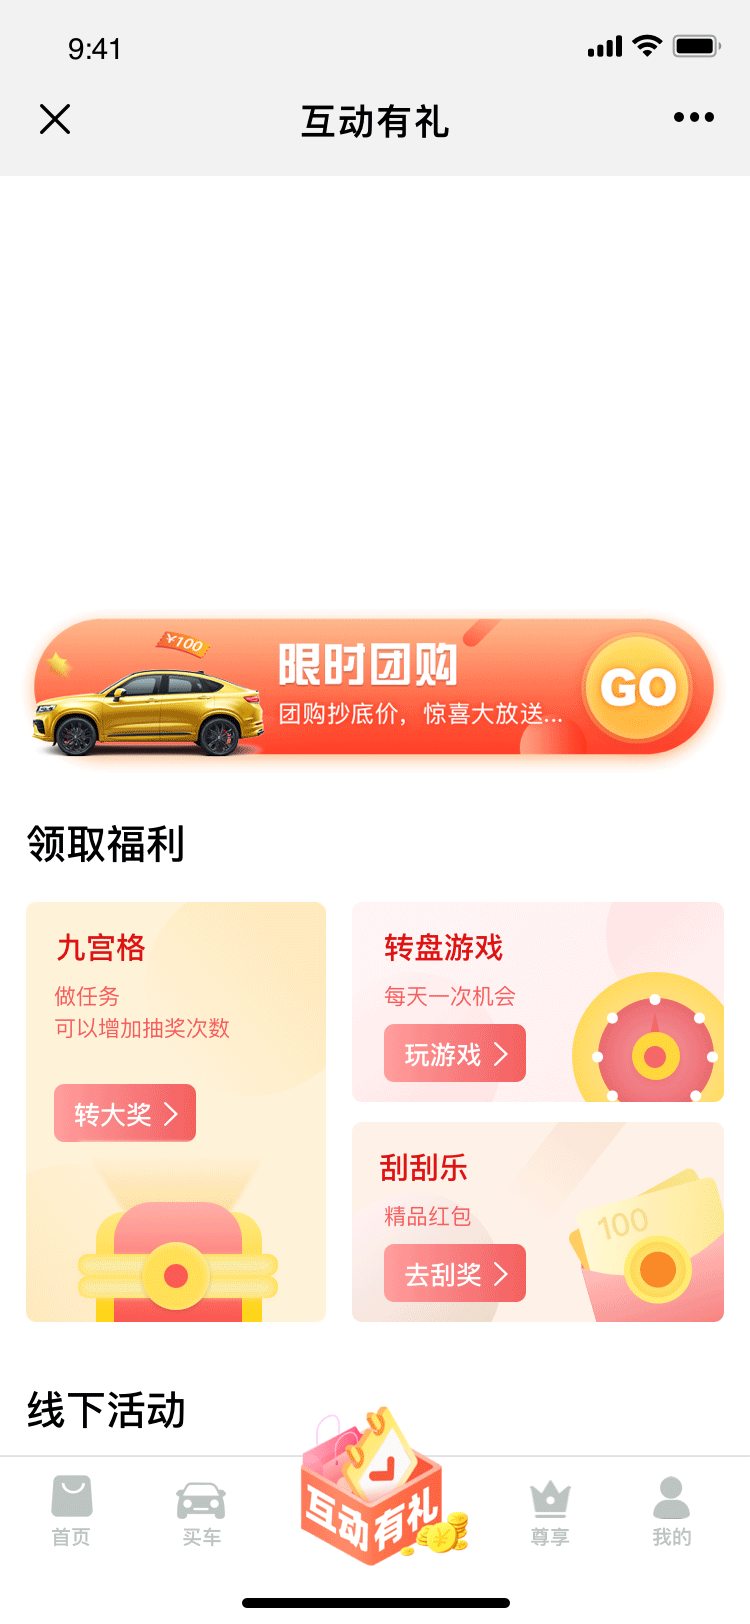 9:41
互动有礼
¥100
限时团购
团购抄底价，惊喜大放送...
GO
领取福利
九宫格
做任务
可以增加抽奖次数
转大奖
转盘游戏
每天一次机会
玩游戏
刮刮乐
精品红包
去刮奖
100
线下活动
首页
买车
互动有礼
¥
尊享
我的